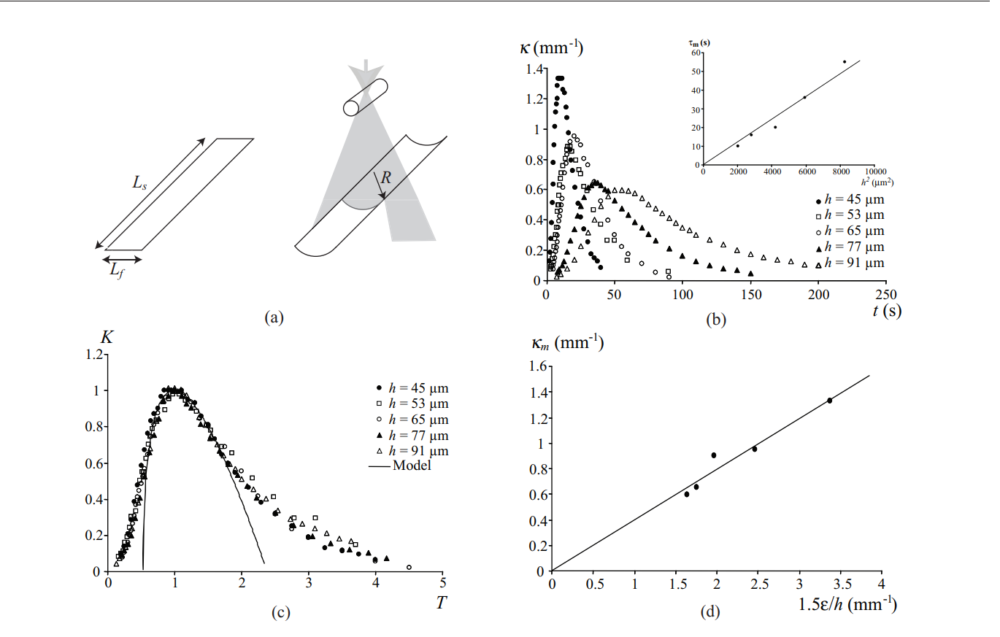 L_s
L_f
R
(a)
κ (mm⁻¹)
1.4
1.2
1
0.8
0.6
0.4
0.2
0
0
50
100
150
200
250
t (s)
τ_m (s)
60
50
40
30
20
10
0
0
2000
4000
6000
8000
10000
h² (µm²)
h = 45 µm
h = 53 µm
h = 65 µm
h = 77 µm
h = 91 µm
(b)
K
1.2
1
0.8
0.6
0.4
0.2
0
0
1
2
3
4
5
T
h = 45 µm
h = 53 µm
h = 65 µm
h = 77 µm
h = 91 µm
Model
(c)
κ_m (mm⁻¹)
1.6
1.4
1.2
1
0.8
0.6
0.4
0.2
0
0
0.5
1
1.5
2
2.5
3
3.5
4
1.5ε/h (mm⁻¹)
(d)